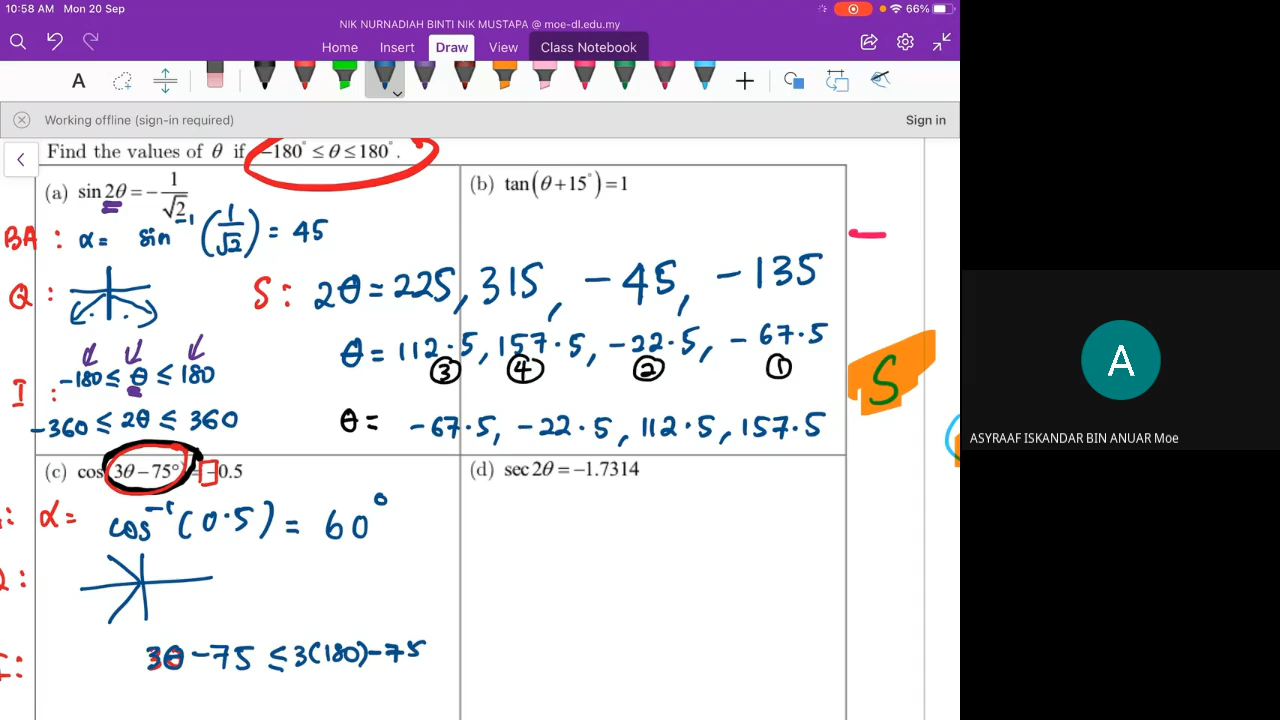 10:58 AM Mon 20 Sep
66%
NIK NURNADIAH BINTI NIK MUSTAPA @ moe-dl.edu.my
Home Insert Draw View Class Notebook
A
Working offline (sign-in required) Sign in
Find the values of θ if −180° ≤ θ ≤ 180°.
(a) sin 2θ = −1/√2
BA : α = sin⁻¹ (1/√2) = 45
Q :
I : -180 ≤ θ ≤ 180
-360 ≤ 2θ ≤ 360
(b) tan(θ + 15°) = 1
S : 2θ = 225, 315, -45, -135
θ = 112.5, 157.5, -22.5, -67.5
③ ④ ② ①
θ = -67.5, -22.5, 112.5, 157.5
S
(c) cos(3θ − 75°) = −0.5
α = cos⁻¹(0.5) = 60°
3θ - 75 ≤ 3(180) - 75
(d) sec 2θ = −1.7314
A
ASYRAAF ISKANDAR BIN ANUAR Moe